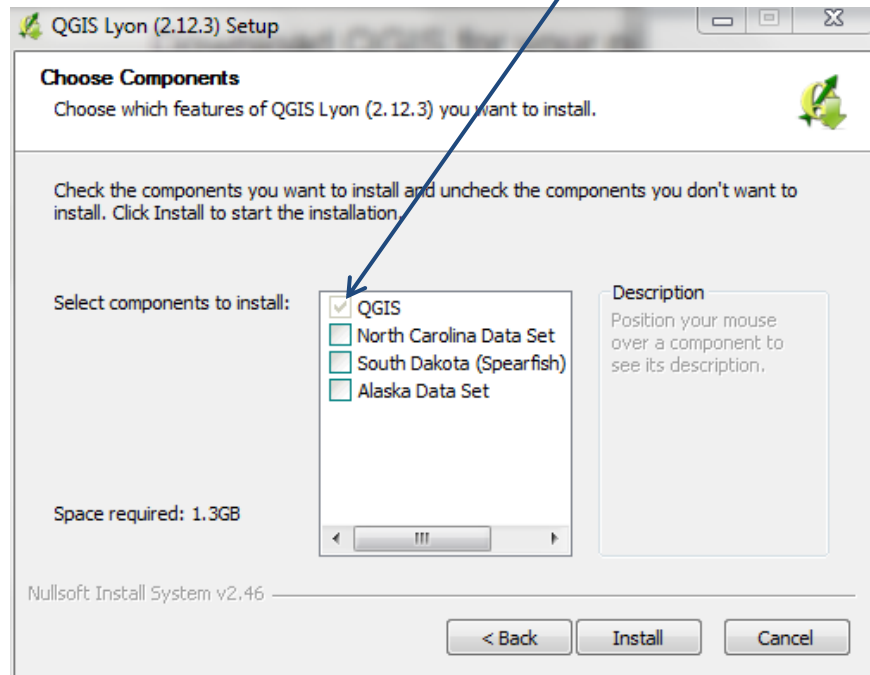 QGIS Lyon (2.12.3) Setup
Download QGIS for your
Choose Components
Choose which features of QGIS Lyon (2.12.3) you want to install.
Check the components you want to install and uncheck the components you don't want to
install. Click Install to start the installation.
Select components to install:
QGIS
North Carolina Data Set
South Dakota (Spearfish)
Alaska Data Set
Description
Position your mouse
over a component to
see its description.
Space required: 1.3GB
Nullsoft Install System v2.46
< Back
Install
Cancel